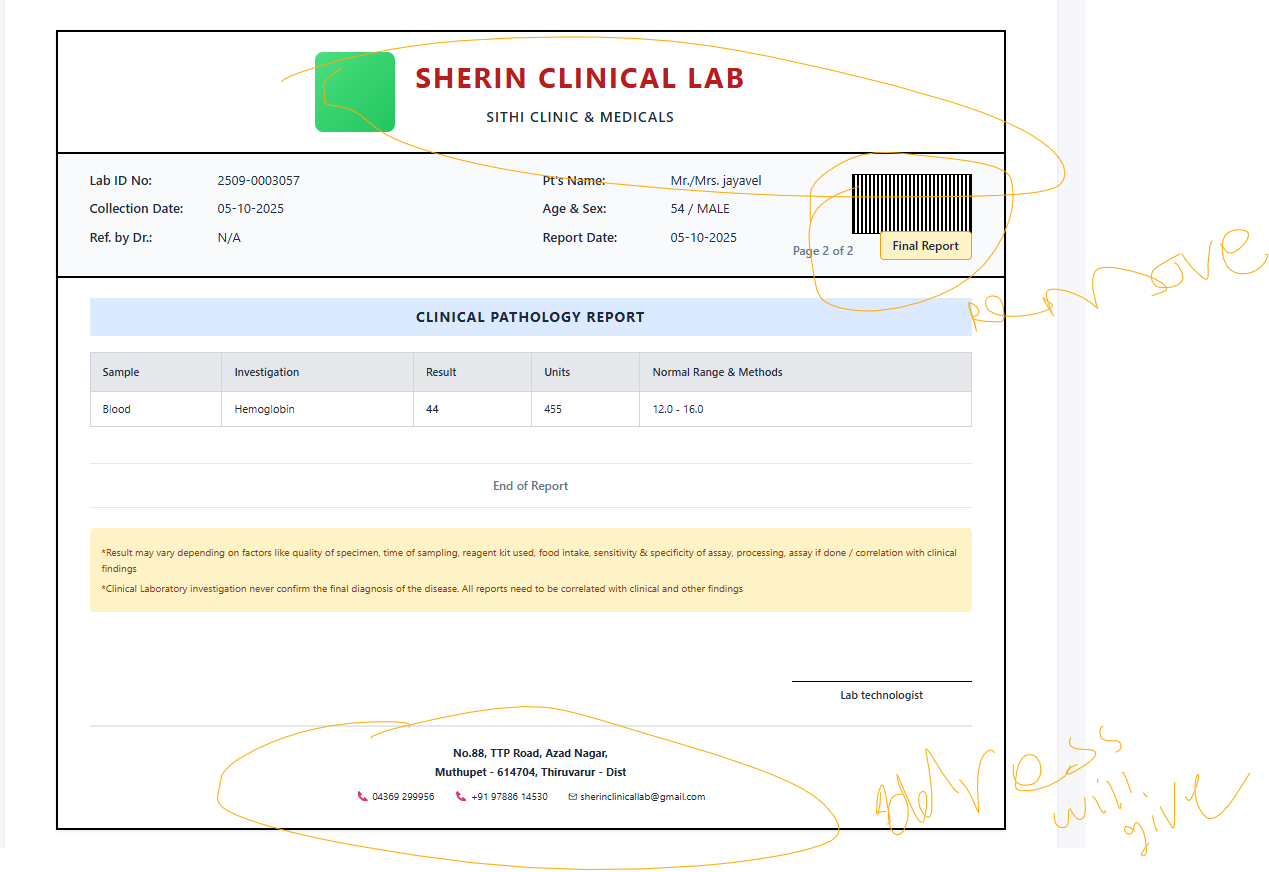 SHERIN CLINICAL LAB
SITHI CLINIC & MEDICALS
Lab ID No: 2509-0003057 Pt's Name: Mr./Mrs. jayavel
Collection Date: 05-10-2025 Age & Sex: 54 / MALE
Ref. by Dr.: N/A Report Date: 05-10-2025
Page 2 of 2 Final Report
remove
CLINICAL PATHOLOGY REPORT
Sample Investigation Result Units Normal Range & Methods
Blood Hemoglobin 44 455 12.0 - 16.0
End of Report
*Result may vary depending on factors like quality of specimen, time of sampling, reagent kit used, food intake, sensitivity & specificity of assay, processing, assay if done / correlation with clinical
findings
*Clinical Laboratory investigation never confirm the final diagnosis of the disease. All reports need to be correlated with clinical and other findings
Lab technologist
No.88, TTP Road, Azad Nagar,
Muthupet - 614704, Thiruvarur - Dist
04369 299956 +91 97886 14530 sherinclinicallab@gmail.com
address
will
give